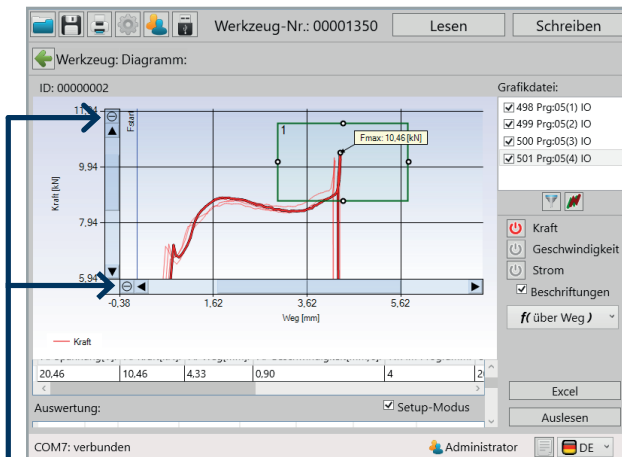 Werkzeug-Nr.: 00001350
Lesen
Schreiben
Werkzeug: Diagramm:
ID: 00000002
Grafikdatei:
498 Prg:05(1) IO
499 Prg:05(2) IO
500 Prg:05(3) IO
501 Prg:05(4) IO
11,94
9,94
7,94
5,94
Kraft [kN]
Fstart
1
Fmax: 10,46 [kN]
-0,38
1,62
3,62
5,62
Weg [mm]
Kraft
Kraft
Geschwindigkeit
Strom
Beschriftungen
f( über Weg )
20,46 10,46 4,33 0,90 4
Auswertung:
Setup-Modus
Excel
Auslesen
COM7: verbunden
Administrator
DE